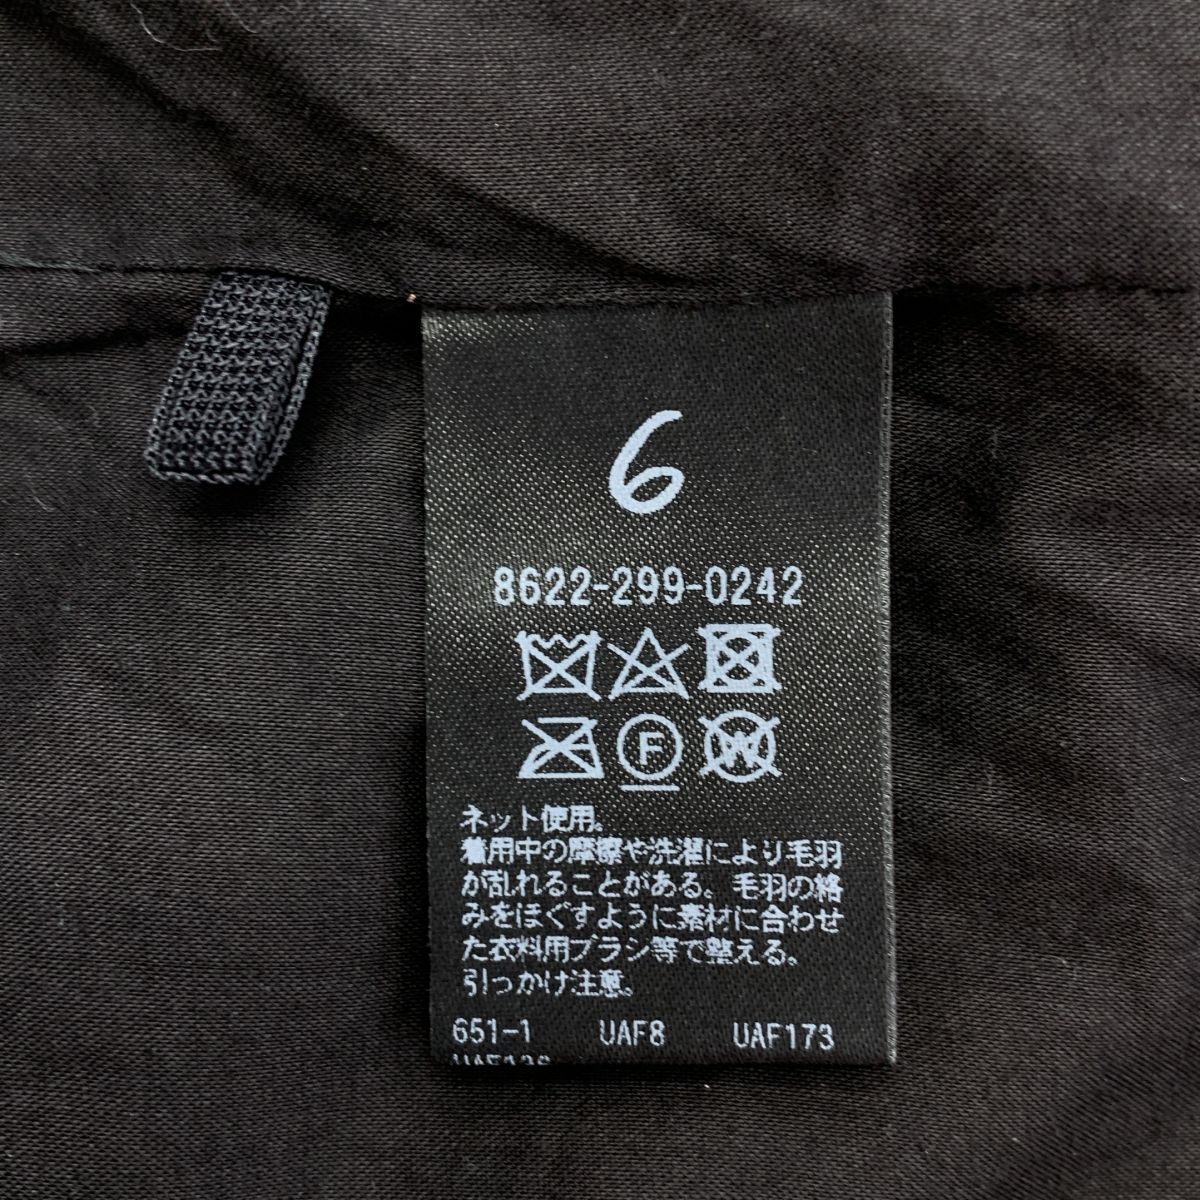 6
8622-299-0242
F
W
ネット使用。
着用中の摩擦や洗濯により毛羽
が乱れることがある。毛羽の絡
みをほぐすように素材に合わせ
た衣料用ブラシ等で整える。
引っかけ注意。
651-1 UAF8 UAF173